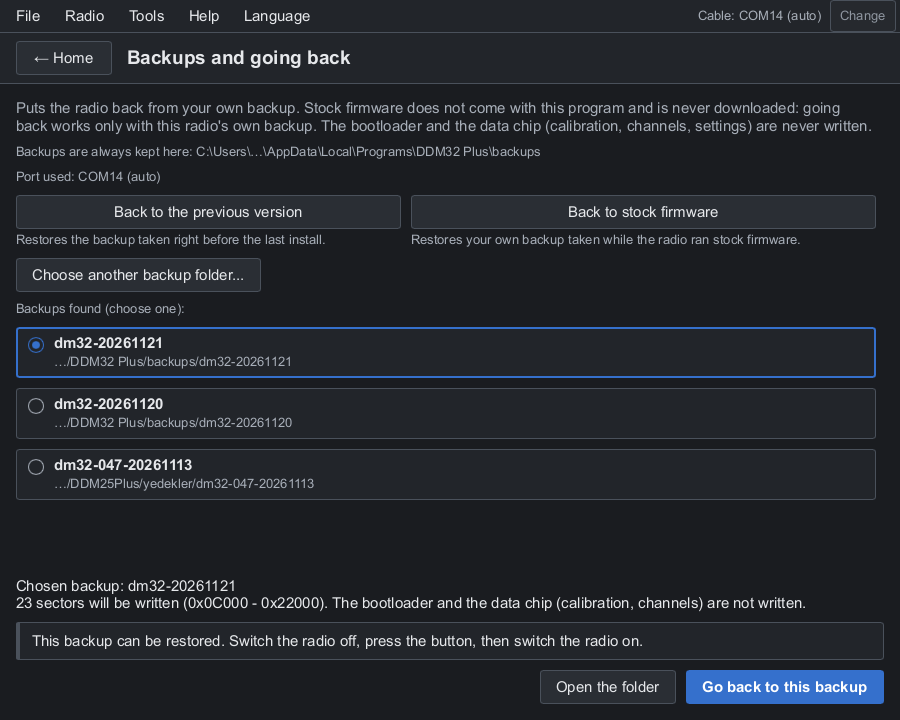 File Radio Tools Help Language Cable: COM14 (auto) Change
← Home Backups and going back
Puts the radio back from your own backup. Stock firmware does not come with this program and is never downloaded: going
back works only with this radio's own backup. The bootloader and the data chip (calibration, channels, settings) are never written.
Backups are always kept here: C:\Users\…\AppData\Local\Programs\DDM32 Plus\backups
Port used: COM14 (auto)
Back to the previous version Back to stock firmware
Restores the backup taken right before the last install. Restores your own backup taken while the radio ran stock firmware.
Choose another backup folder...
Backups found (choose one):
dm32-20261121
…/DDM32 Plus/backups/dm32-20261121
dm32-20261120
…/DDM32 Plus/backups/dm32-20261120
dm32-047-20261113
…/DDM25Plus/yedekler/dm32-047-20261113
Chosen backup: dm32-20261121
23 sectors will be written (0x0C000 - 0x22000). The bootloader and the data chip (calibration, channels) are not written.
This backup can be restored. Switch the radio off, press the button, then switch the radio on.
Open the folder Go back to this backup